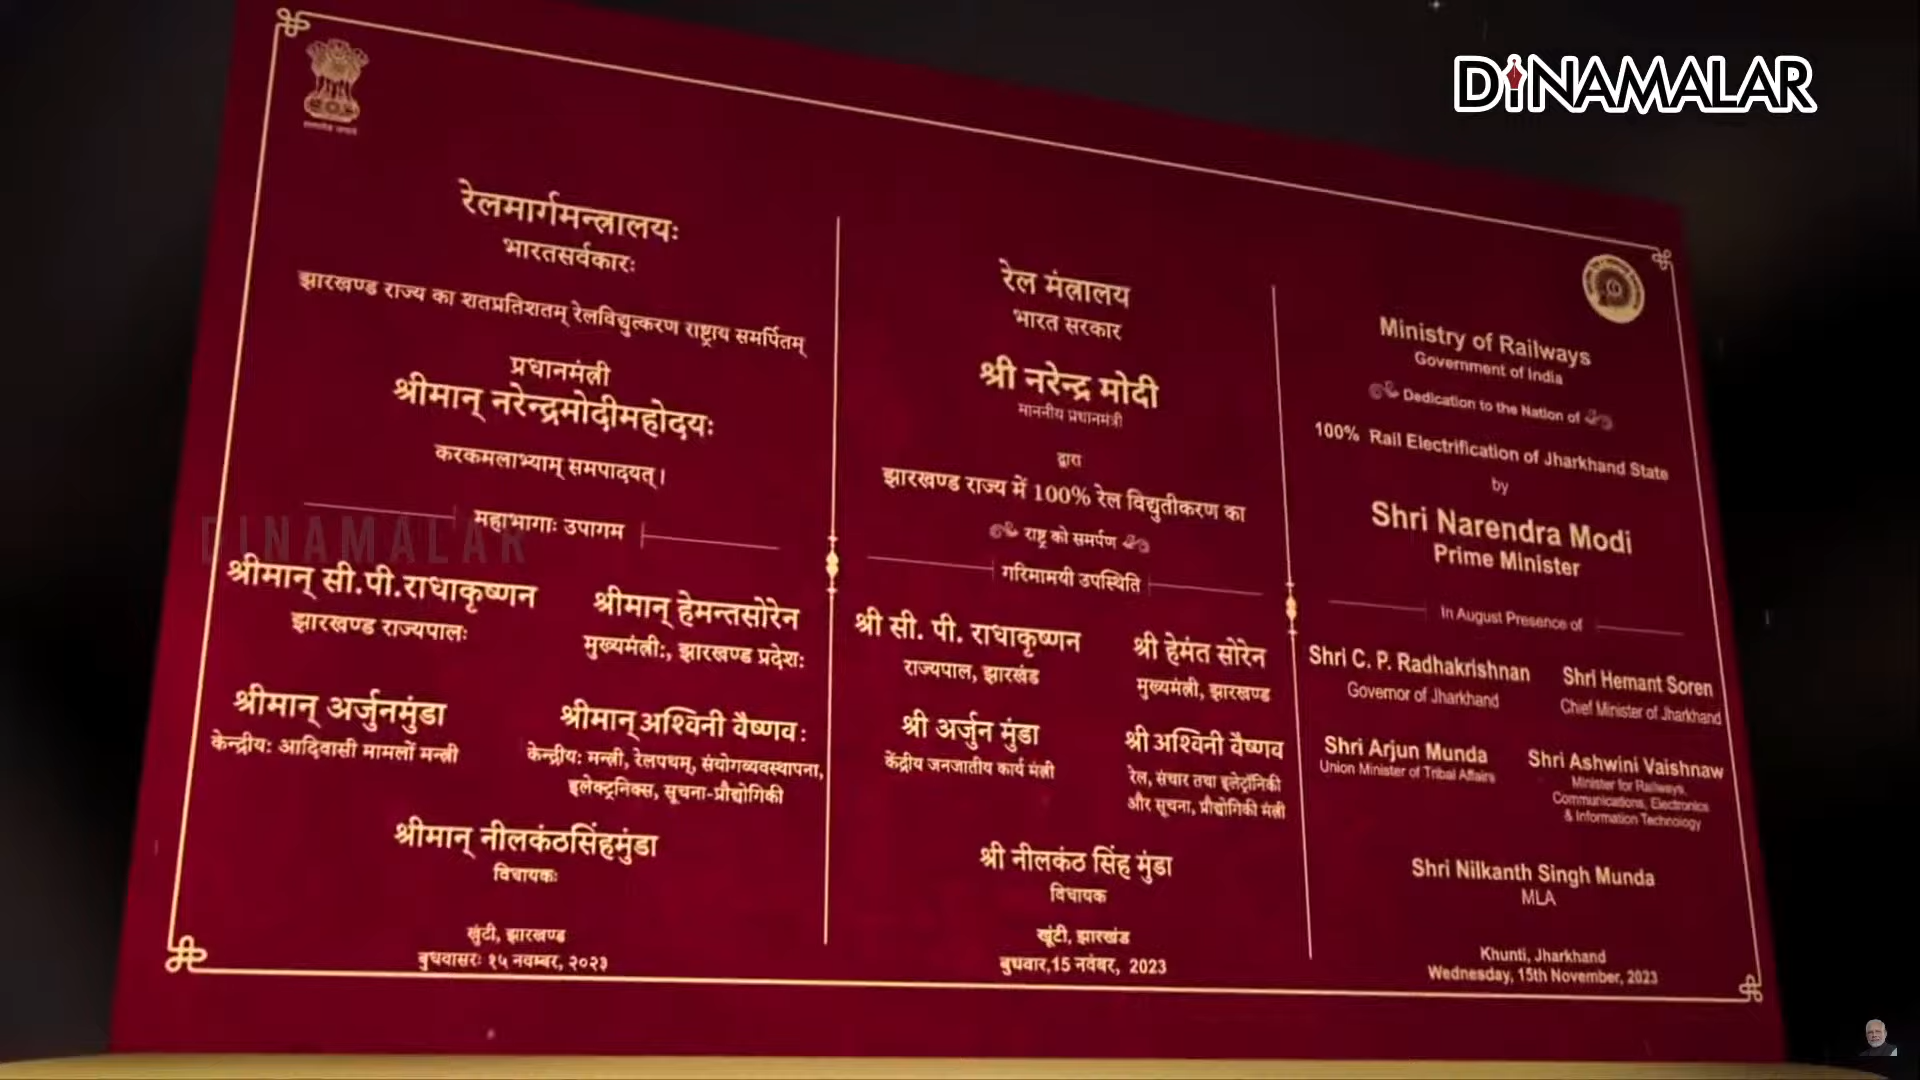 DINAMALAR
रेलमार्गमन्त्रालयः
भारतसर्वकारः
झारखण्ड राज्य का शतप्रतिशतम् रेलविद्युत्करण राष्ट्राय समर्पितम्
प्रधानमंत्री
श्रीमान् नरेन्द्रमोदीमहोदयः
करकमलाभ्याम् समपादयत्।
महाभागाः उपागम
DINAMALAR
श्रीमान् सी.पी.राधाकृष्णन
झारखण्ड राज्यपालः
श्रीमान् हेमन्तसोरेन
मुख्यमंत्रीः, झारखण्ड प्रदेशः
श्रीमान् अर्जुनमुंडा
केन्द्रीयः आदिवासी मामलों मन्त्री
श्रीमान् अश्विनी वैष्णवः
केन्द्रीयः मन्त्री, रेलपथम्, संयोगव्यवस्थापना,
इलेक्ट्रनिक्स, सूचना-प्रौद्योगिकी
श्रीमान् नीलकंठसिंहमुंडा
विधायकः
खुंटी, झारखण्ड
बुधवासरः १५ नवम्बर, २०२३
रेल मंत्रालय
भारत सरकार
श्री नरेन्द्र मोदी
माननीय प्रधानमंत्री
द्वारा
झारखण्ड राज्य में 100% रेल विद्युतीकरण का
राष्ट्र को समर्पण
गरिमामयी उपस्थिति
श्री सी. पी. राधाकृष्णन
राज्यपाल, झारखंड
श्री हेमंत सोरेन
मुख्यमंत्री, झारखण्ड
श्री अर्जुन मुंडा
केंद्रीय जनजातीय कार्य मंत्री
श्री अश्विनी वैष्णव
रेल, संचार तथा इलेट्रॉनिकी
और सूचना, प्रौद्योगिकी मंत्री
श्री नीलकंठ सिंह मुंडा
विधायक
खूंटी, झारखंड
बुधवार,15 नवंबर, 2023
Ministry of Railways
Government of India
Dedication to the Nation of
100% Rail Electrification of Jharkhand State
by
Shri Narendra Modi
Prime Minister
In August Presence of
Shri C. P. Radhakrishnan
Governor of Jharkhand
Shri Hemant Soren
Chief Minister of Jharkhand
Shri Arjun Munda
Union Minister of Tribal Affairs
Shri Ashwini Vaishnaw
Minister for Railways,
Communications, Electronics
& Information Technology
Shri Nilkanth Singh Munda
MLA
Khunti, Jharkhand
Wednesday, 15th November, 2023